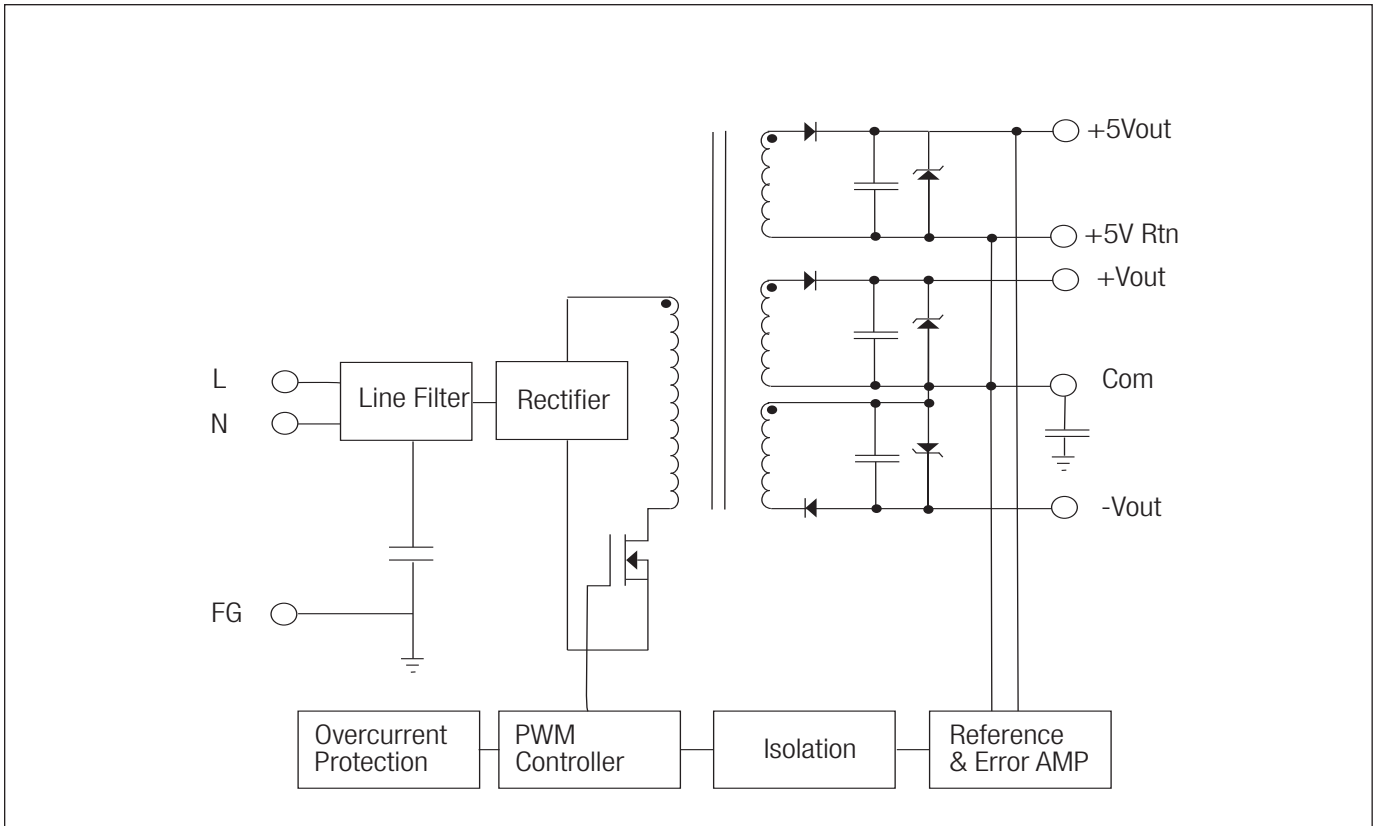 +5Vout
+5V Rtn
+Vout
L
Line Filter
Rectifier
Com
N
-Vout
FG
Overcurrent
Protection
PWM
Controller
Isolation
Reference
& Error AMP